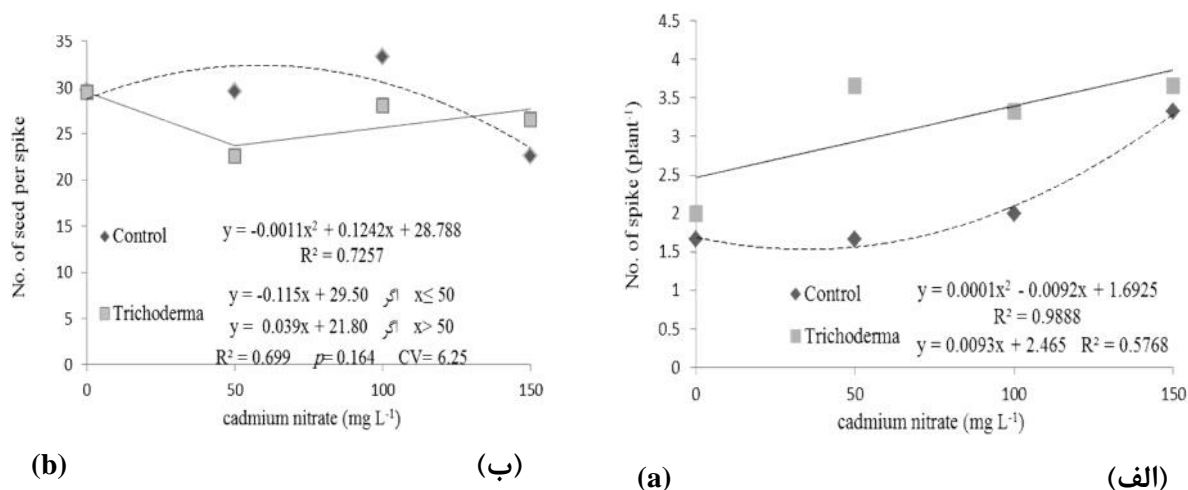 35
30
25
20
15
10
5
0
No. of seed per spike
Control
y = -0.0011x² + 0.1242x + 28.788
R² = 0.7257
Trichoderma
y = -0.115x + 29.50 اگر x≤ 50
y = 0.039x + 21.80 اگر x> 50
R² = 0.699 p=0.164 CV= 6.25
0 50 100 150
cadmium nitrate (mg L⁻¹)
(b) (ب)
4.5
4
3.5
3
2.5
2
1.5
1
0.5
0
No. of spike (plant⁻¹)
Control
y = 0.0001x² - 0.0092x + 1.6925
R² = 0.9888
Trichoderma
y = 0.0093x + 2.465 R² = 0.5768
0 50 100 150
cadmium nitrate (mg L⁻¹)
(a) (الف)